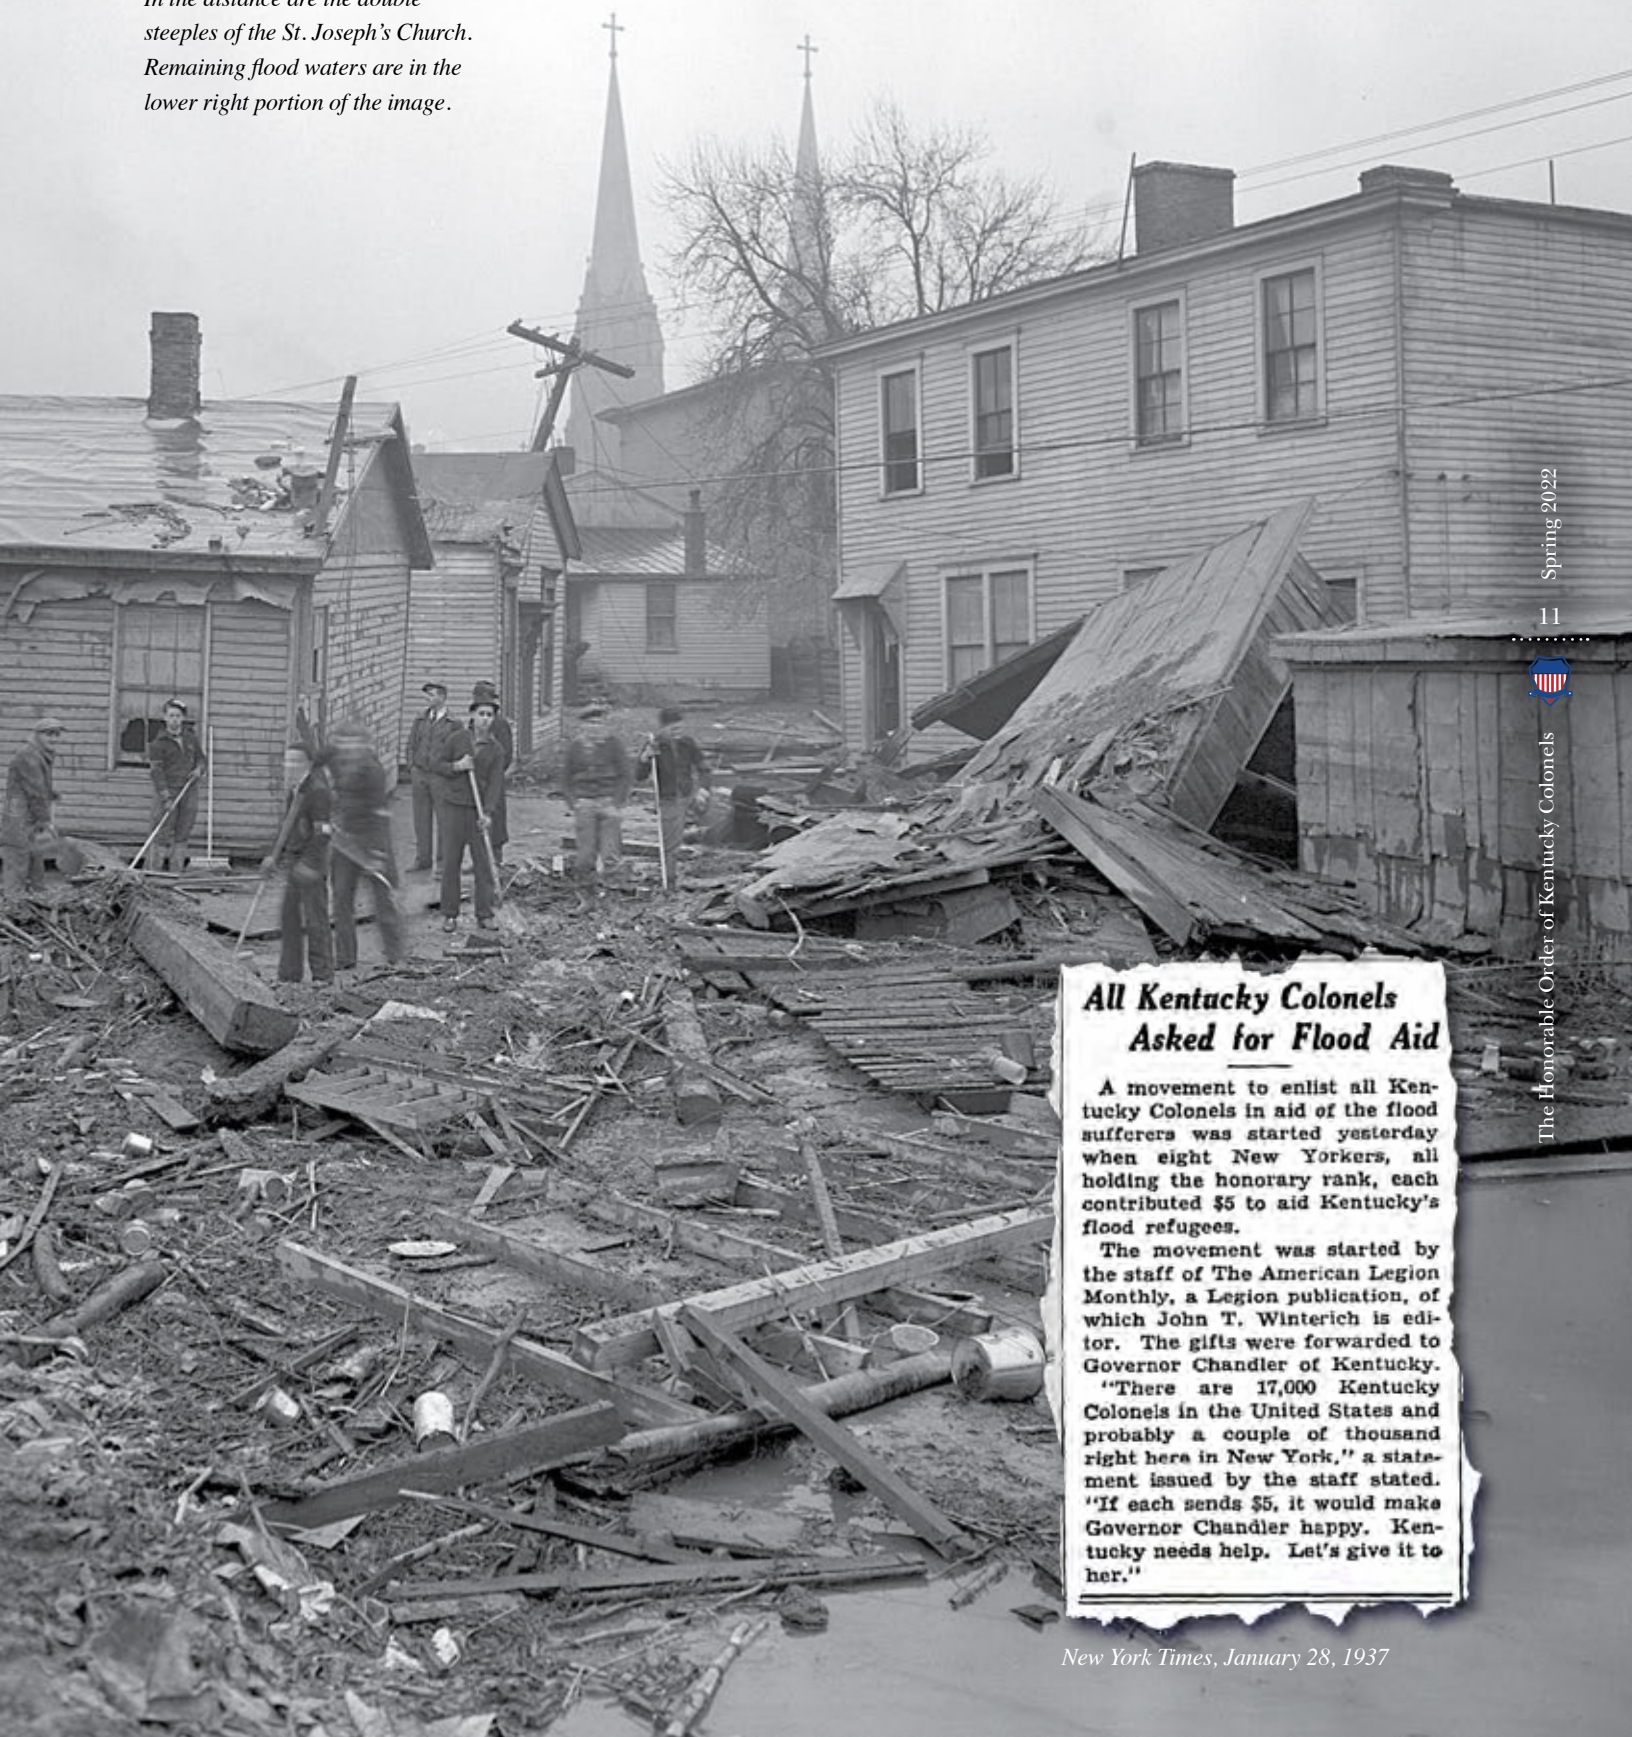 In the distance are the double
steeples of the St. Joseph's Church.
Remaining flood waters are in the
lower right portion of the image.
Spring 2022
11
The Honorable Order of Kentucky Colonels
All Kentucky Colonels
Asked for Flood Aid
A movement to enlist all Ken-
tucky Colonels in aid of the flood
sufferers was started yesterday
when eight New Yorkers, all
holding the honorary rank, each
contributed $5 to aid Kentucky's
flood refugees.
The movement was started by
the staff of The American Legion
Monthly, a Legion publication, of
which John T. Winterich is edi-
tor. The gifts were forwarded to
Governor Chandler of Kentucky.
"There are 17,000 Kentucky
Colonels in the United States and
probably a couple of thousand
right here in New York," a state-
ment issued by the staff stated.
"If each sends $5, it would make
Governor Chandler happy. Ken-
tucky needs help. Let's give it to
her."
New York Times, January 28, 1937